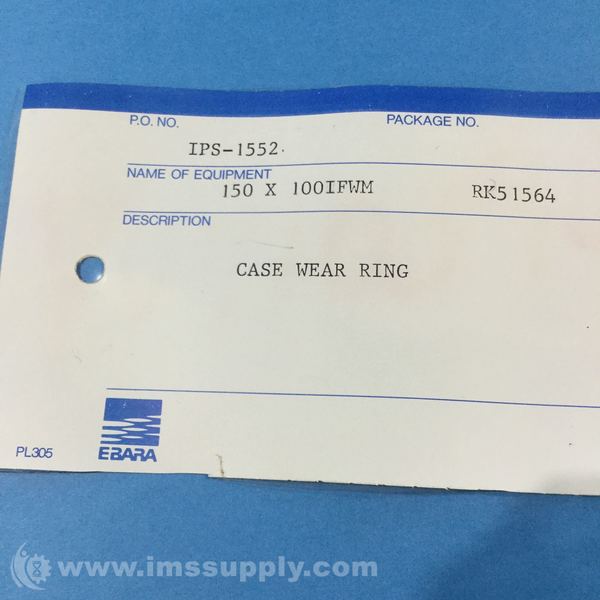 P.O. NO. PACKAGE NO.
IPS-1552.
NAME OF EQUIPMENT
150 X 100IFWM RK51564
DESCRIPTION
CASE WEAR RING
EBARA
PL305
www.imssupply.com